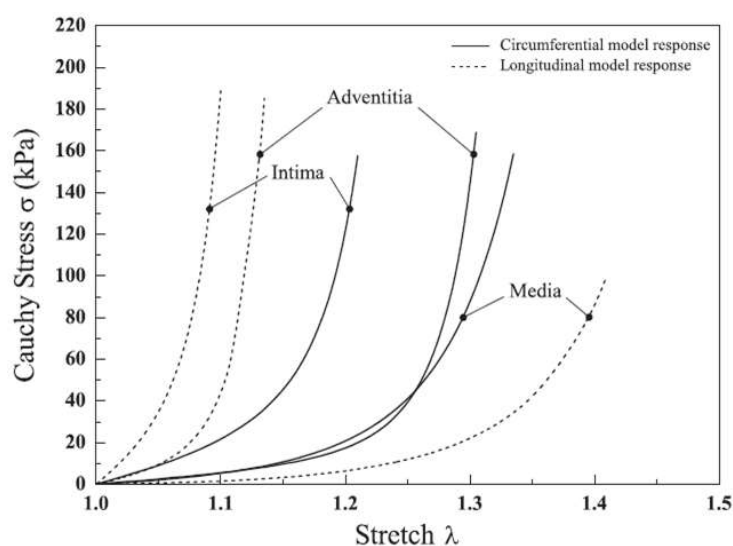 220
200
180
160
140
120
100
80
60
40
20
0
Cauchy Stress σ (kPa)
Circumferential model response
Longitudinal model response
Adventitia
Intima
Media
1.0 1.1 1.2 1.3 1.4 1.5
Stretch λ